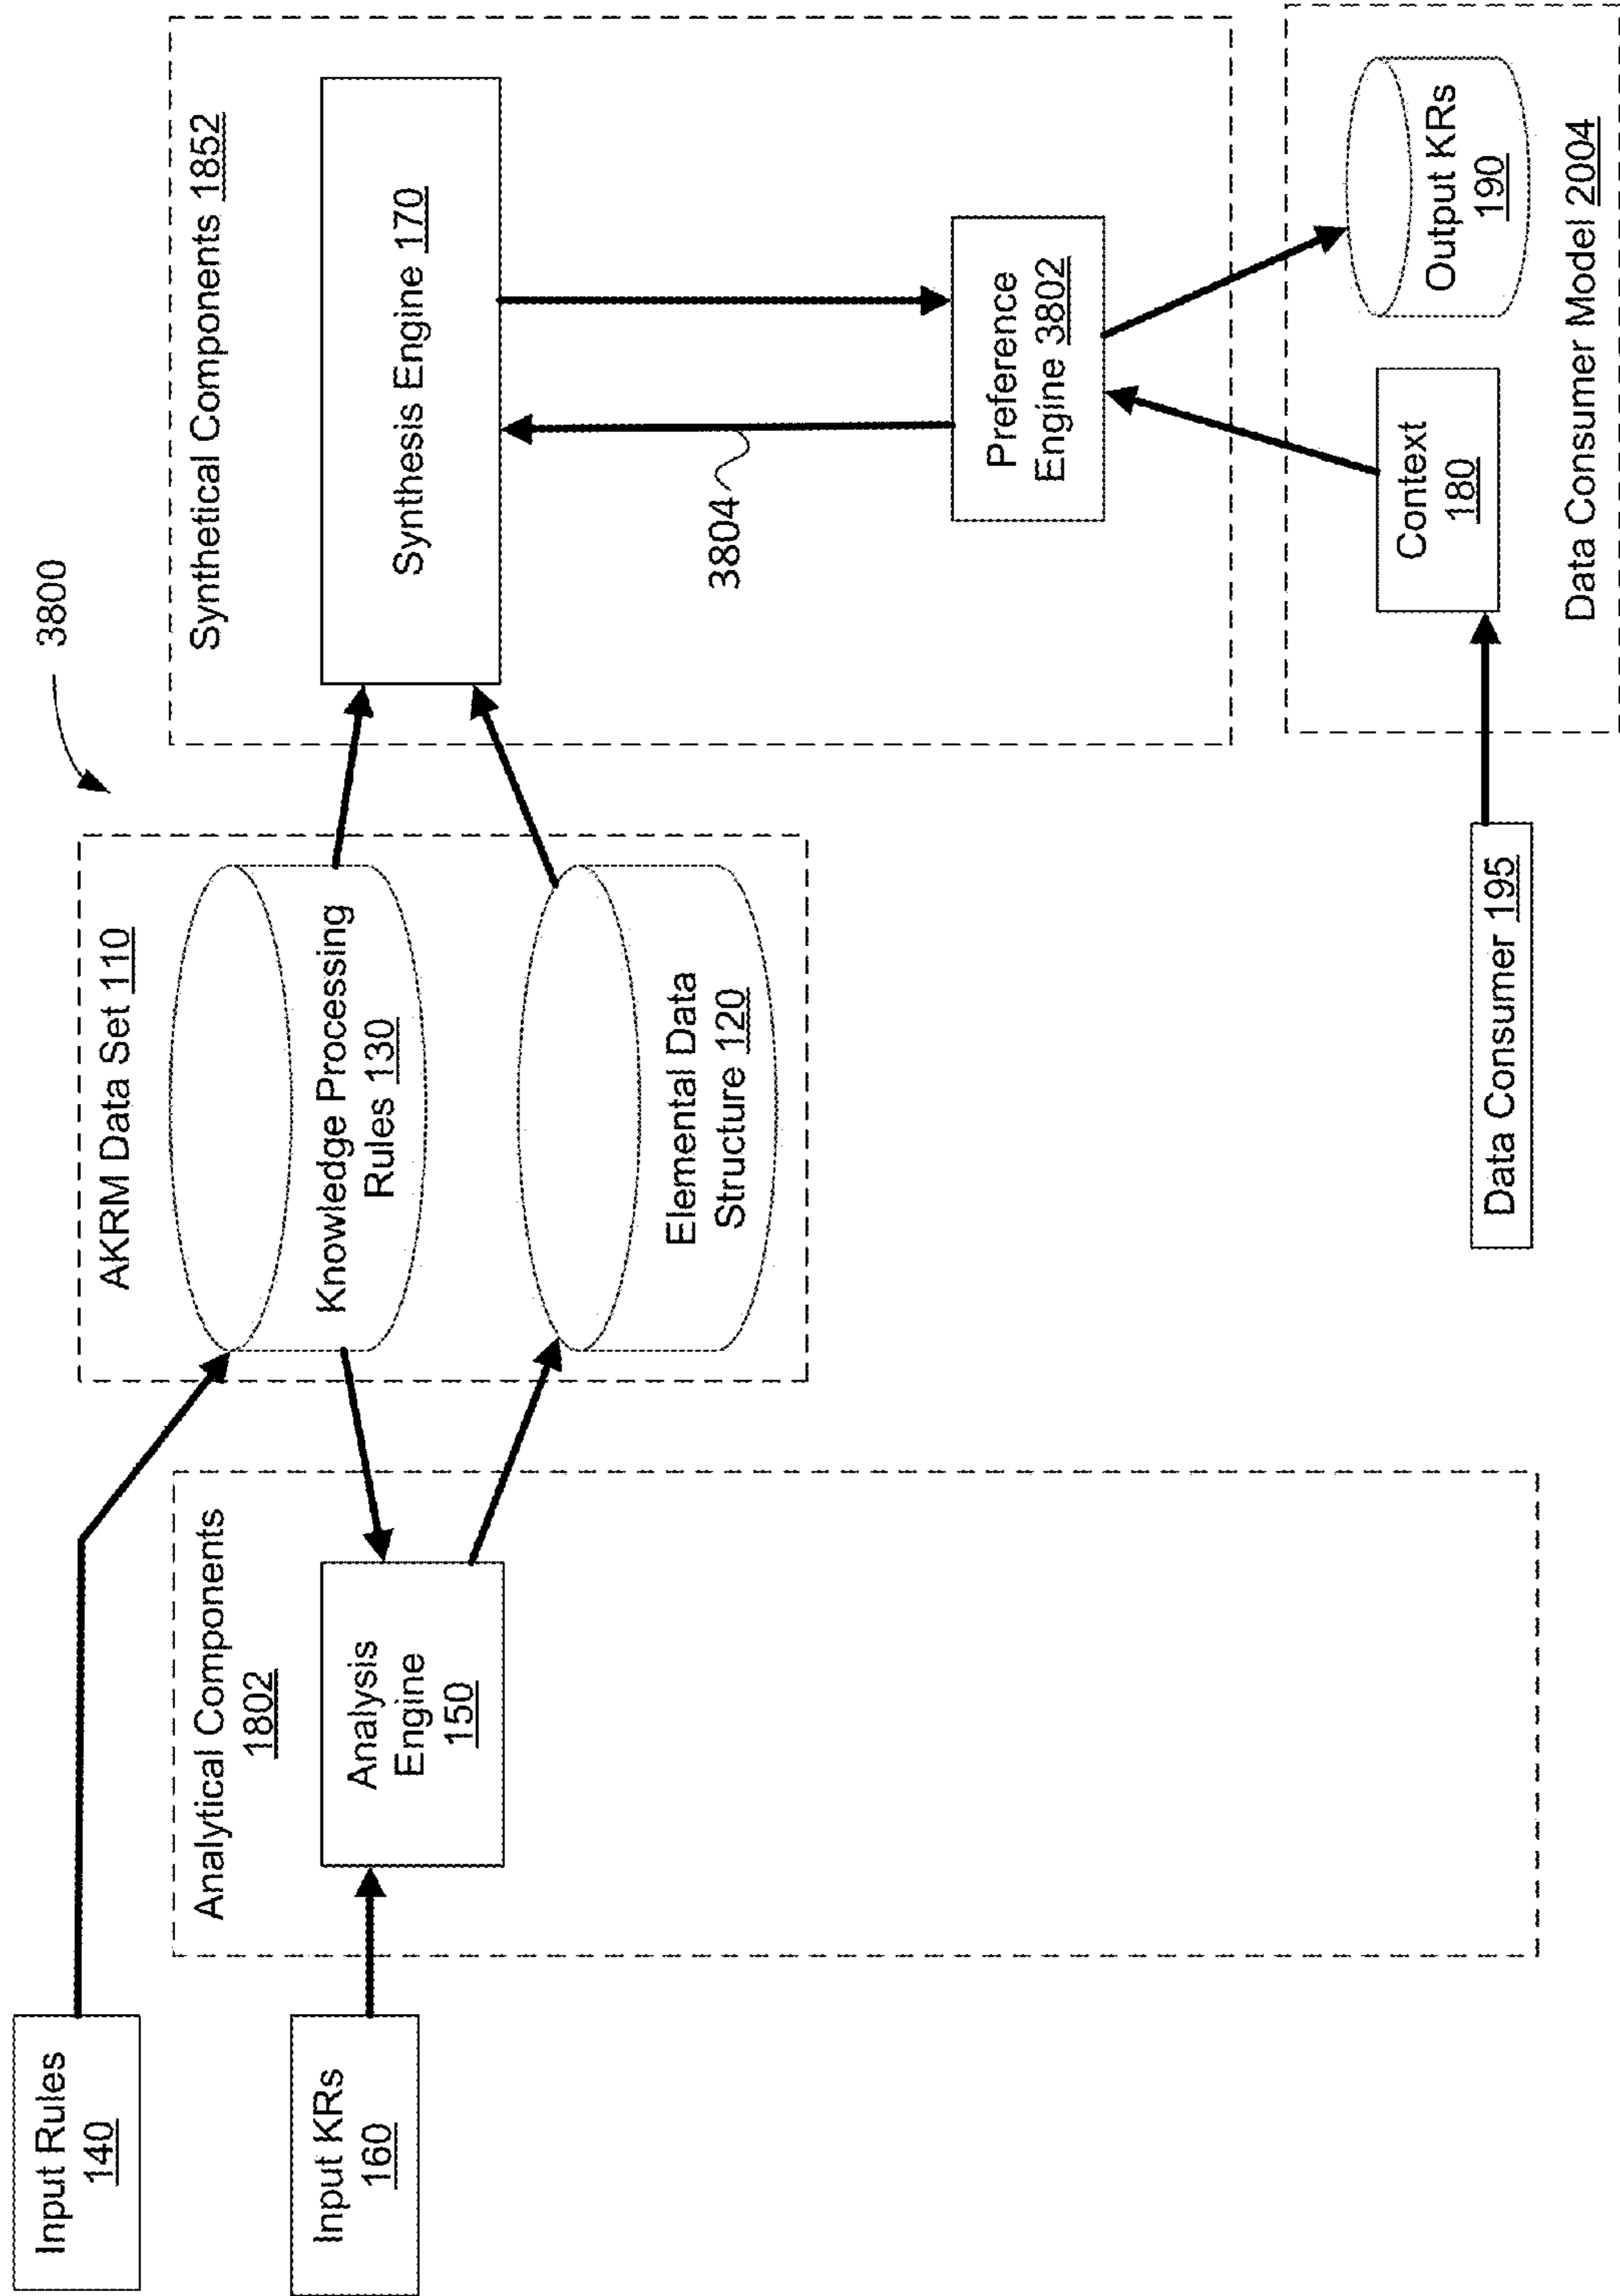 3800
Input Rules
140
Input KRs
160
Analytical Components
1802
Analysis
Engine
150
AKRM Data Set 110
Knowledge Processing
Rules 130
Elemental Data
Structure 120
Synthetical Components 1852
Synthesis Engine 170
3804
Preference
Engine 3802
Data Consumer 195
Context
180
Output KRs
190
Data Consumer Model 2004